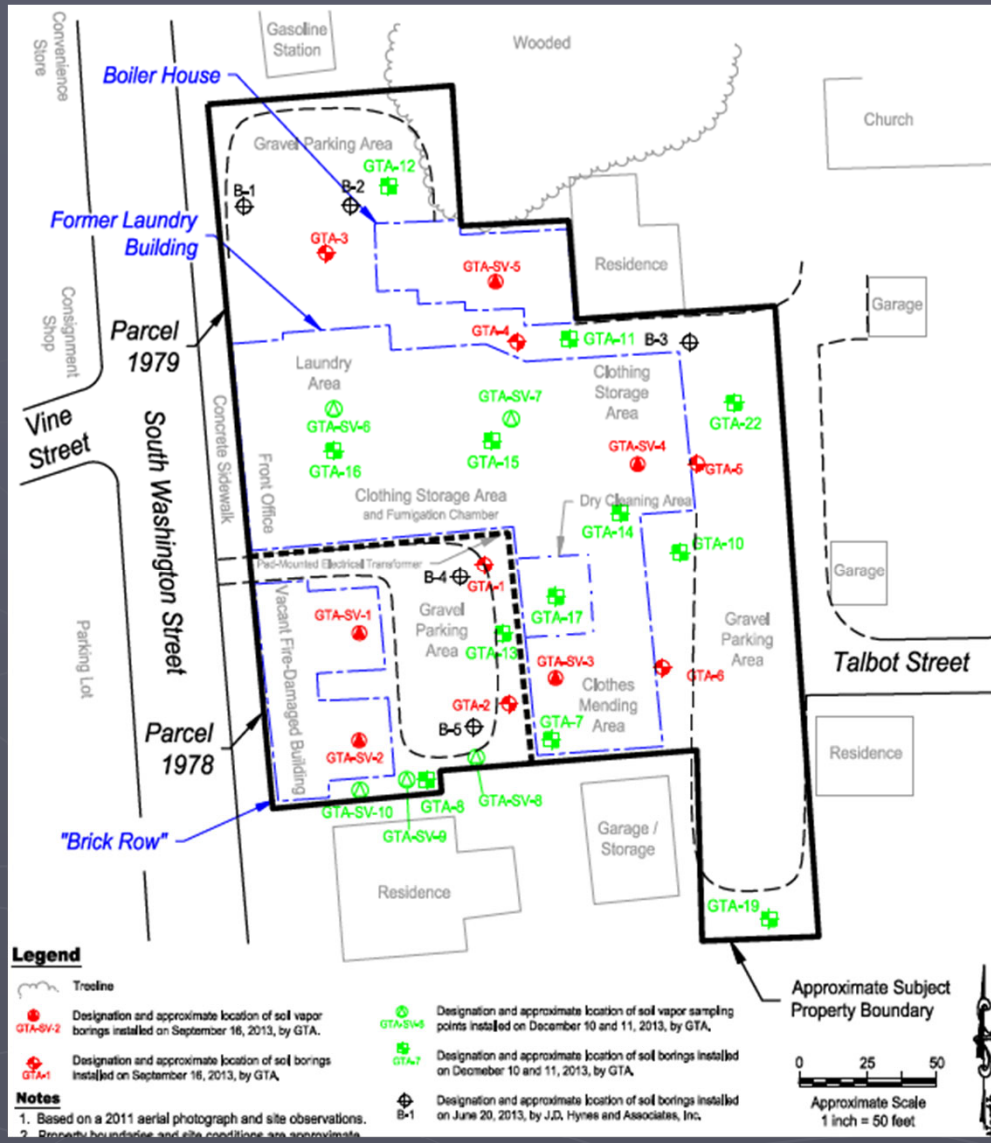 Convenience
Store
Gasoline
Station
Wooded
Boiler House
Church
Gravel Parking Area
GTA-12
B-1
B-2
Former Laundry
Building
GTA-3
GTA-SV-5
Residence
Garage
Consignment
Shop
Parcel
1979
GTA-4
GTA-11
B-3
Laundry
Area
Clothing
Storage
Area
GTA-SV-7
GTA-22
Vine
Street
South Washington Street
Concrete Sidewalk
GTA-SV-6
GTA-16
GTA-15
GTA-SV-4
GTA-5
Front Office
Clothing Storage Area
and Fumigation Chamber
Dry Cleaning Area
GTA-14
GTA-10
Pad-Mounted Electrical Transformer
B-4
GTA-1
Garage
GTA-SV-1
Gravel
Parking
Area
GTA-17
Gravel
Parking
Area
Vacant Fire-Damaged Building
GTA-13
Parking Lot
GTA-SV-3
GTA-6
Talbot Street
Clothes
Mending
Area
GTA-2
B-5
GTA-7
Parcel
1978
GTA-SV-2
Residence
GTA-SV-10
GTA-8
GTA-SV-8
GTA-SV-9
"Brick Row"
Garage /
Storage
Residence
GTA-19
Approximate Subject
Property Boundary
Legend
Treeline
GTA-SV-2
Designation and approximate location of soil vapor
borings installed on September 16, 2013, by GTA.
GTA-1
Designation and approximate location of soil borings
installed on September 16, 2013, by GTA.
GTA-SV-6
Designation and approximate location of soil vapor sampling
points installed on December 10 and 11, 2013, by GTA.
GTA-7
Designation and approximate location of soil borings installed
on Decmeber 10 and 11, 2013, by GTA.
B-1
Designation and approximate location of soil borings installed
on June 20, 2013, by J.D. Hynes and Associates, Inc.
0 25 50
Approximate Scale
1 inch = 50 feet
Notes
1. Based on a 2011 aerial photograph and site observations.
2. Property boundaries and site conditions are approximate.